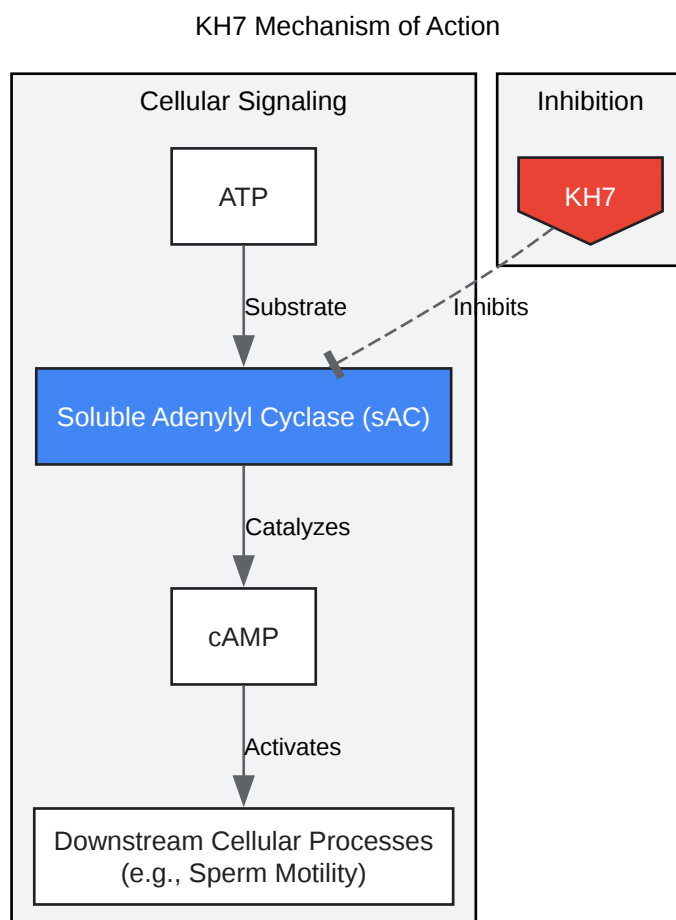 KH7 Mechanism of Action
Cellular Signaling
Inhibition
ATP
KH7
Substrate
Inhibits
Soluble Adenylyl Cyclase (sAC)
Catalyzes
cAMP
Activates
Downstream Cellular Processes
(e.g., Sperm Motility)